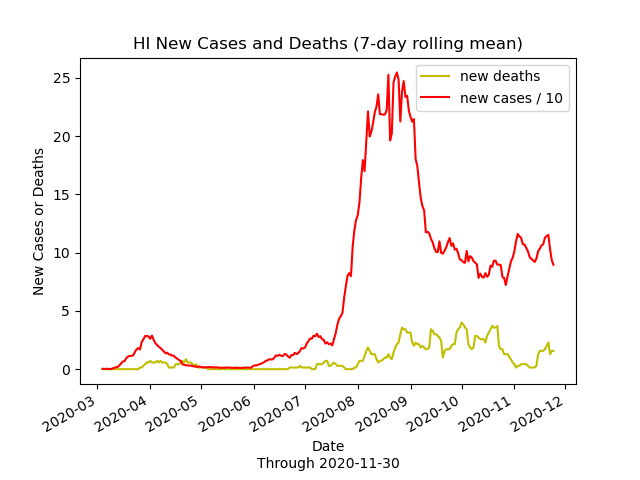 HI New Cases and Deaths (7-day rolling mean)
new deaths
new cases / 10
25
20
15
10
5
0
New Cases or Deaths
2020-03
2020-04
2020-05
2020-06
2020-07
2020-08
2020-09
2020-10
2020-11
2020-12
Date
Through 2020-11-30